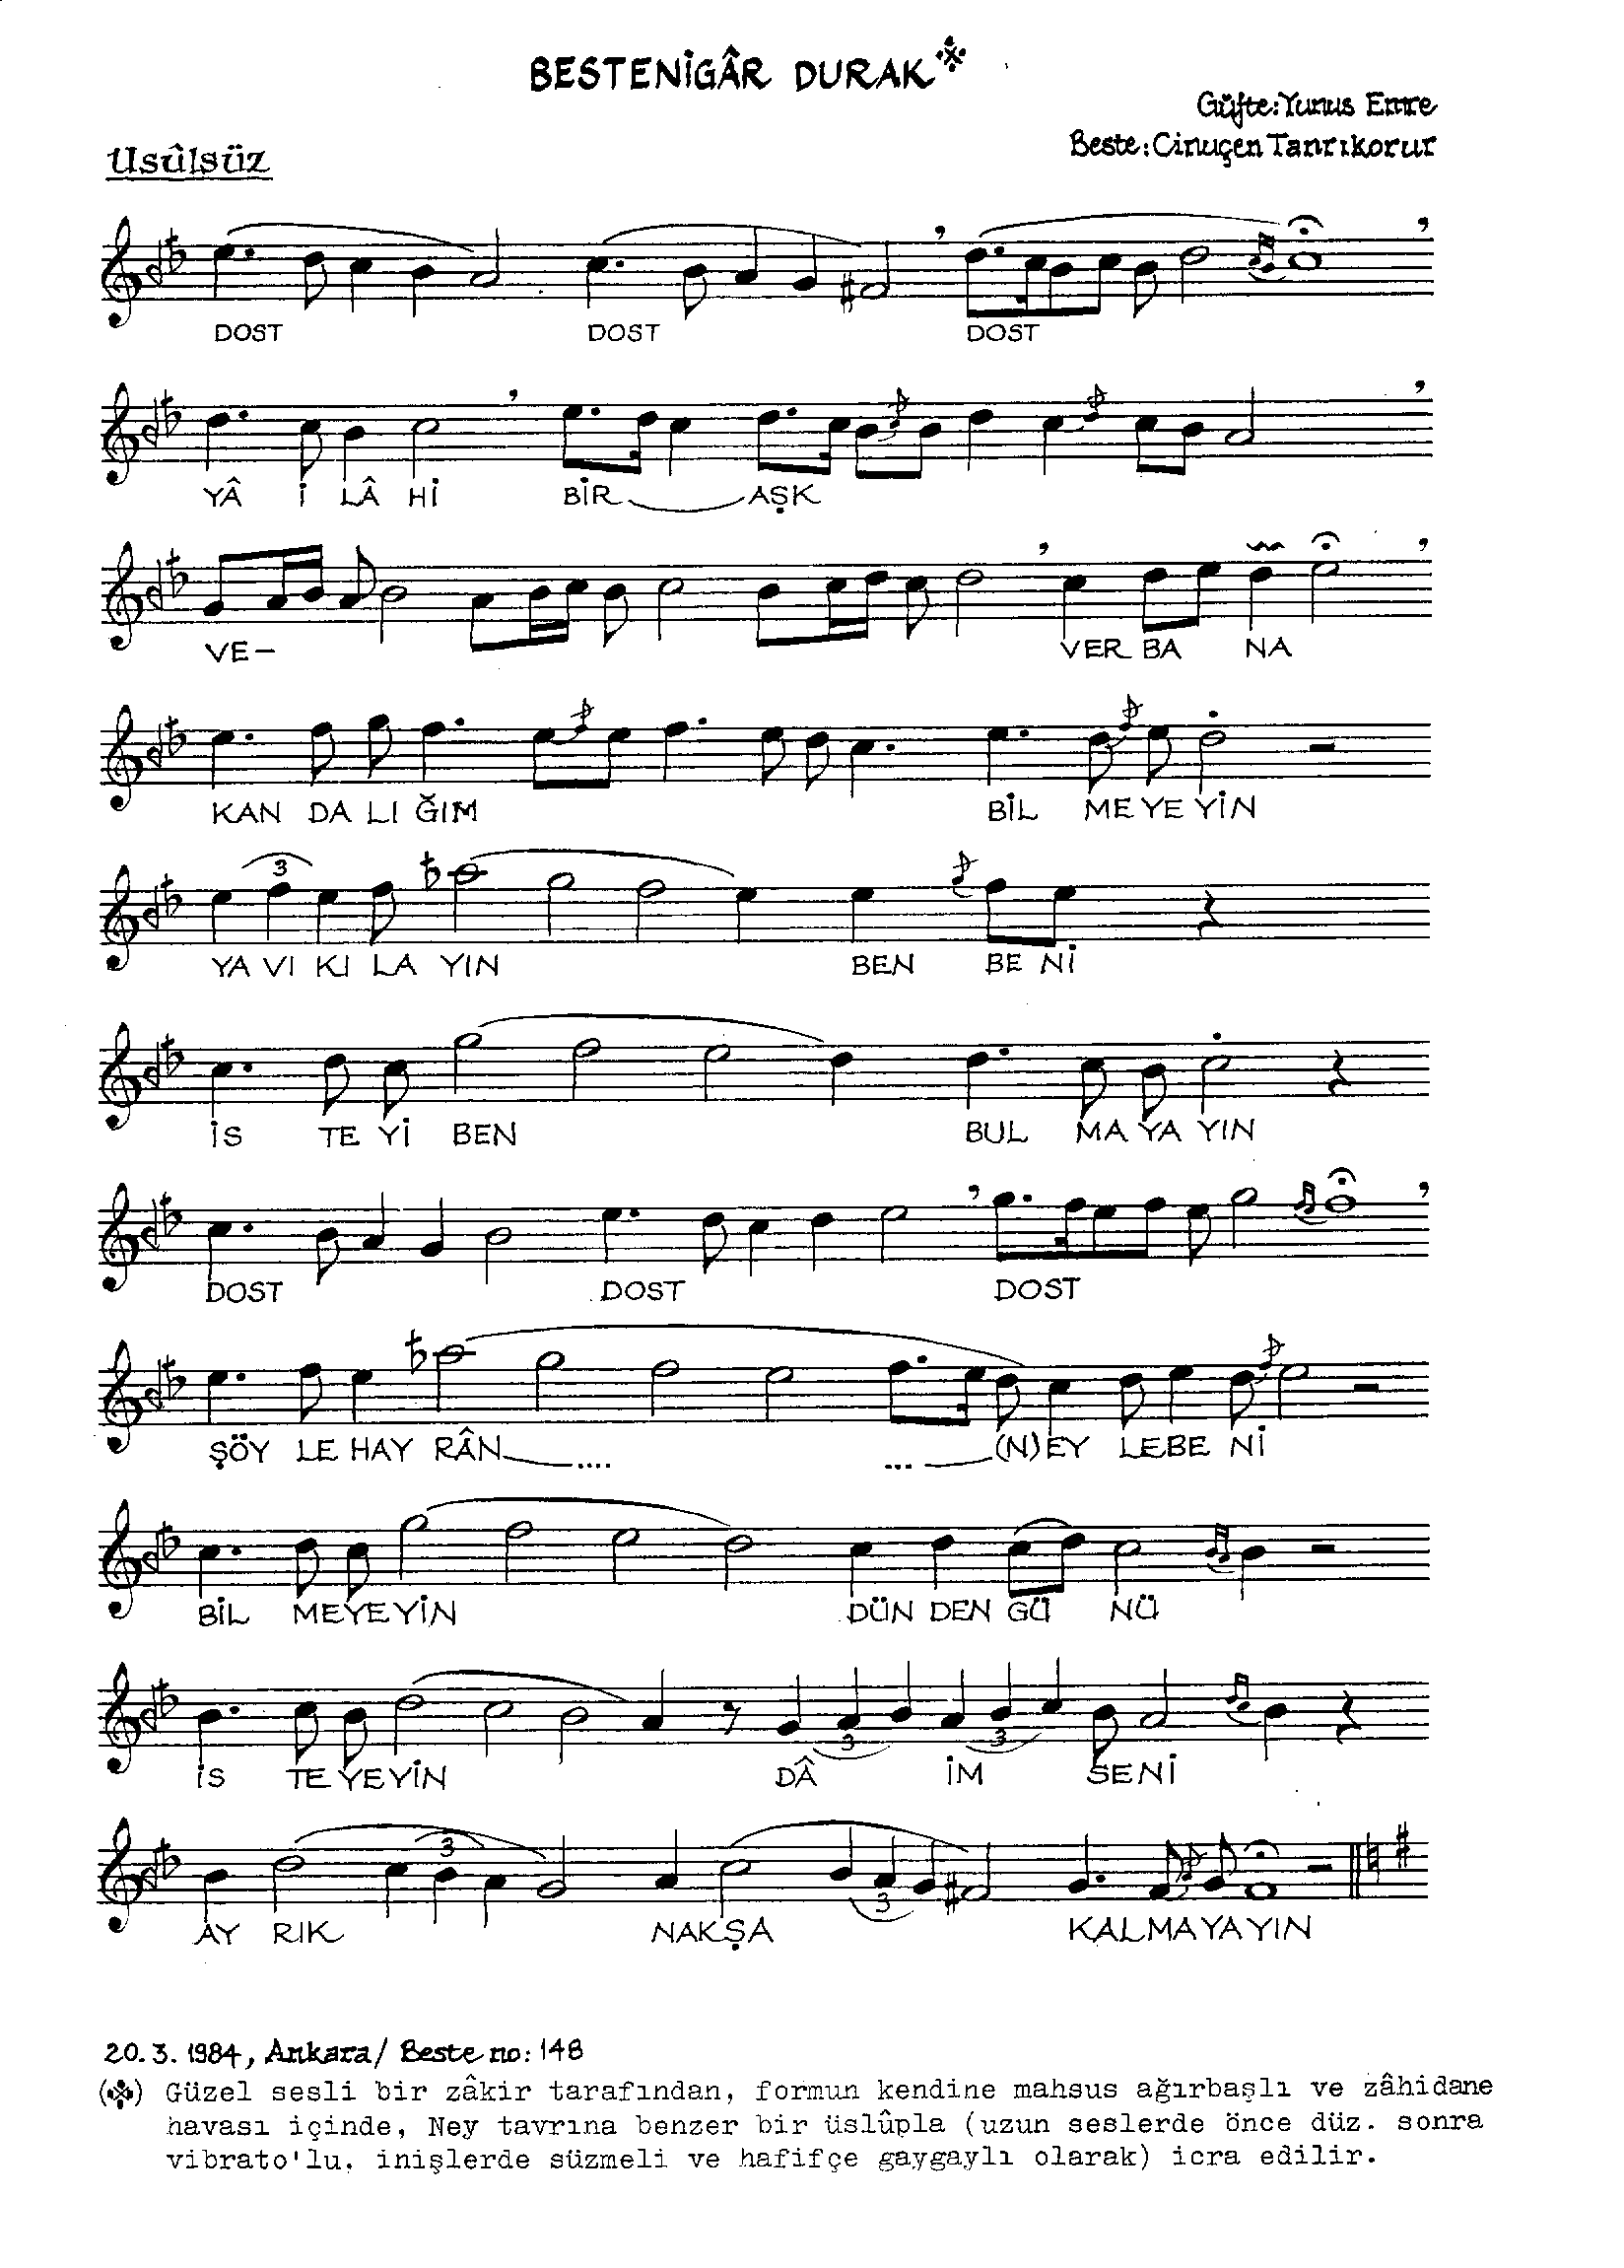 BESTENİGÂR DURAK
Güfte: Yunus Emre
Beste: Cinuçen Tanrıkorur
Usûlsüz
DOST DOST DOST
YÂ İ LÂ Hİ BİR AŞK
VE- VER BA NA
3
KAN DA LI ĞIM BİL ME YE YİN
YA VI KI LA YIN BEN BE Nİ
İS TE Yİ BEN BUL MA YA YIN
DOST DOST DOST
ŞÖY LE HAY RÂN.... ... (N)EY LE BE Nİ
BİL ME YE YİN DÜN DEN GÜ NÜ
3 3
İS TE YE YİN DÂ İM SE Nİ
3 3
AY RIK NAK ŞA KAL MA YA YIN
20.3.1984, Ankara/ Beste no: 148
(※) Güzel sesli bir zâkir tarafından, formun kendine mahsus ağırbaşlı ve zâhidane
havası içinde, Ney tavrına benzer bir üslûpla (uzun seslerde önce düz. sonra
vibrato'lu, inişlerde süzmeli ve hafifçe gaygaylı olarak) icra edilir.